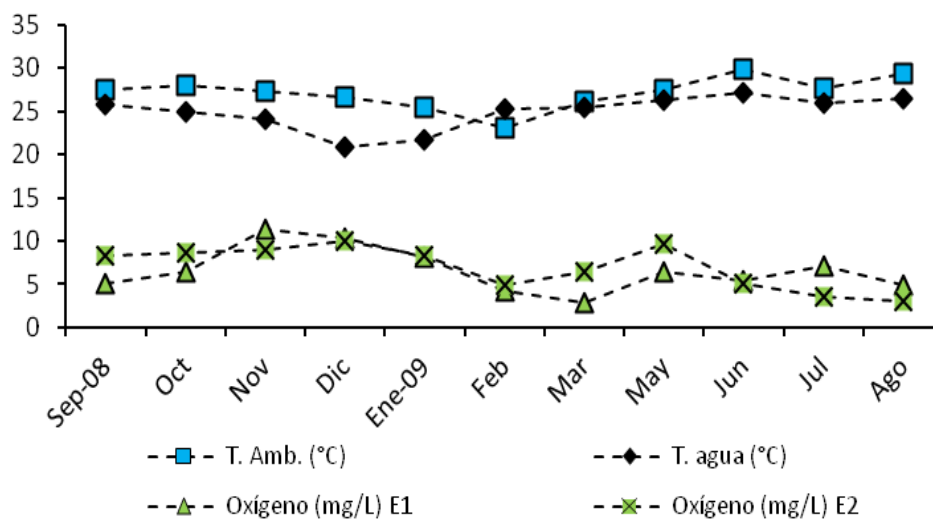 35
30
25
20
15
10
5
0
Sep-08 Oct Nov Dic Ene-09 Feb Mar May Jun Jul Ago
T. Amb. (°C) T. agua (°C)
Oxígeno (mg/L) E1 Oxígeno (mg/L) E2